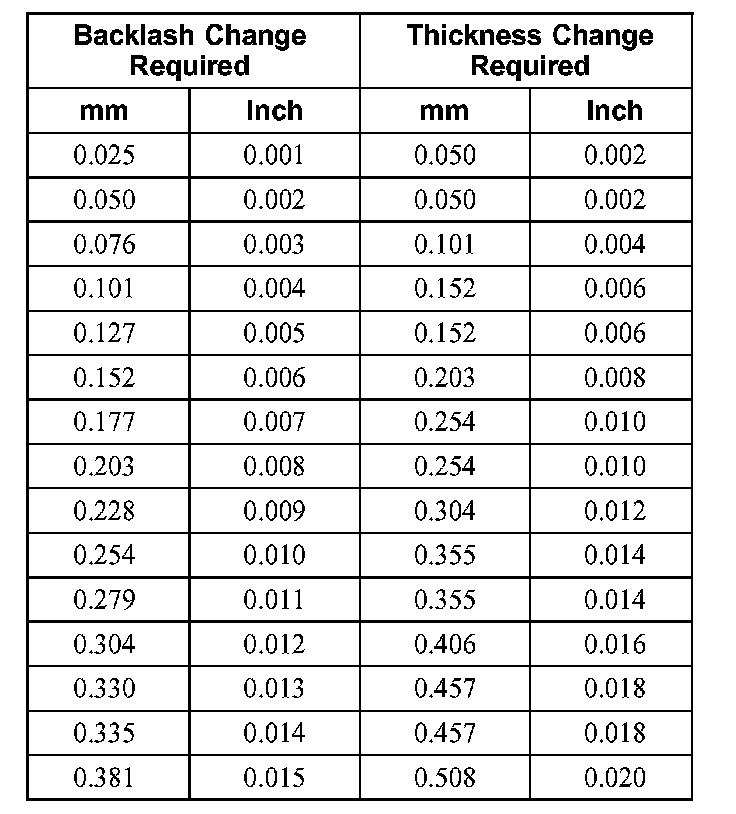 Backlash Change Required Thickness Change Required
mm Inch mm Inch
0.025 0.001 0.050 0.002
0.050 0.002 0.050 0.002
0.076 0.003 0.101 0.004
0.101 0.004 0.152 0.006
0.127 0.005 0.152 0.006
0.152 0.006 0.203 0.008
0.177 0.007 0.254 0.010
0.203 0.008 0.254 0.010
0.228 0.009 0.304 0.012
0.254 0.010 0.355 0.014
0.279 0.011 0.355 0.014
0.304 0.012 0.406 0.016
0.330 0.013 0.457 0.018
0.335 0.014 0.457 0.018
0.381 0.015 0.508 0.020